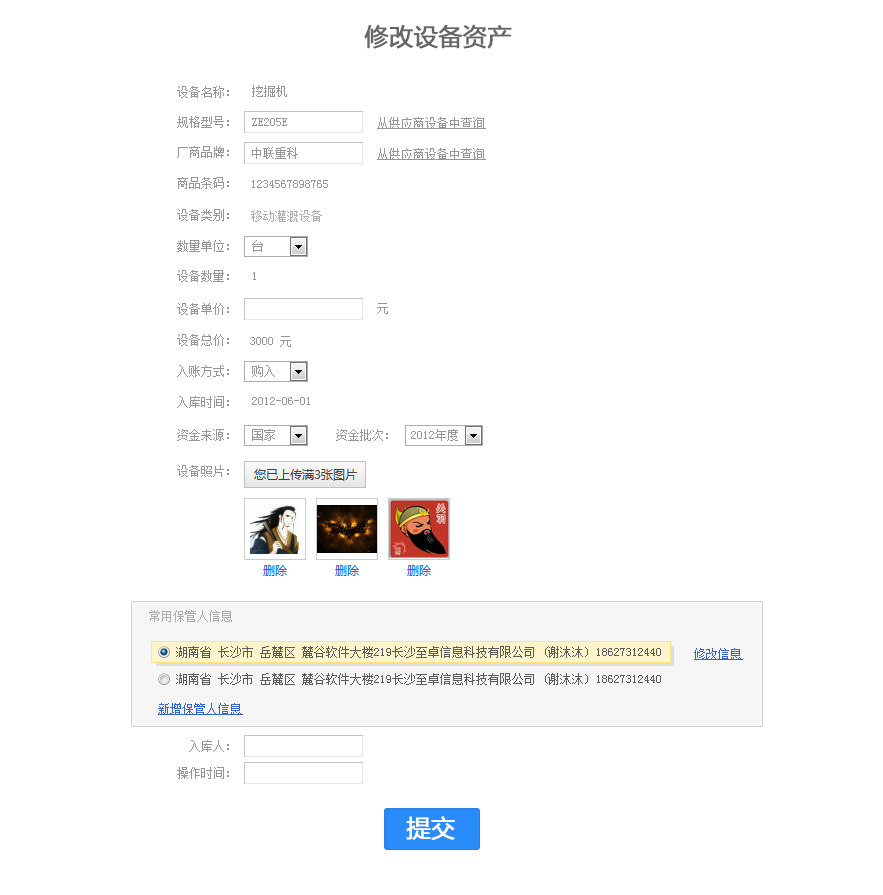 修改设备资产
设备名称： 挖掘机
规格型号： ZE205E 从供应商设备中查询
厂商品牌： 中联重科 从供应商设备中查询
商品条码： 1234567898765
设备类别： 移动灌溉设备
数量单位： 台
设备数量： 1
设备单价： 元
设备总价： 3000 元
入账方式： 购入
入库时间： 2012-06-01
资金来源： 国家 资金批次： 2012年度
设备照片： 您已上传满3张图片
关羽
删除 删除 删除
常用保管人信息
湖南省 长沙市 岳麓区 麓谷软件大楼219长沙至卓信息科技有限公司 （谢沐沐）18627312440 修改信息
湖南省 长沙市 岳麓区 麓谷软件大楼219长沙至卓信息科技有限公司 （谢沐沐）18627312440
新增保管人信息
入库人：
操作时间：
提交